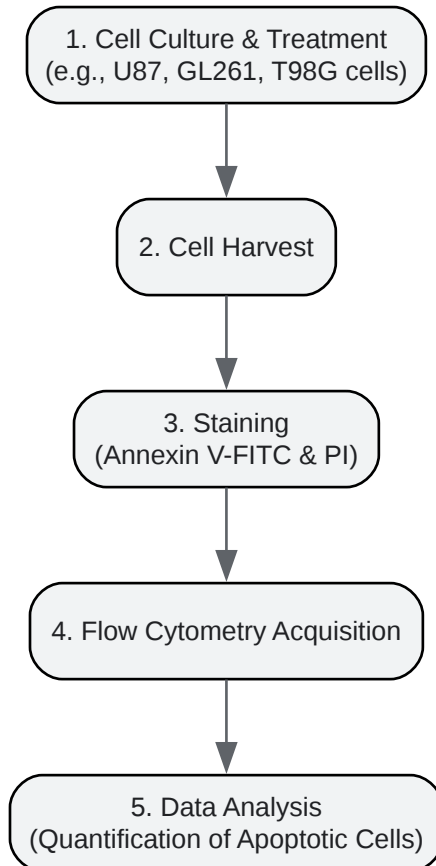 1. Cell Culture & Treatment
(e.g., U87, GL261, T98G cells)
2. Cell Harvest
3. Staining
(Annexin V-FITC & PI)
4. Flow Cytometry Acquisition
5. Data Analysis
(Quantification of Apoptotic Cells)